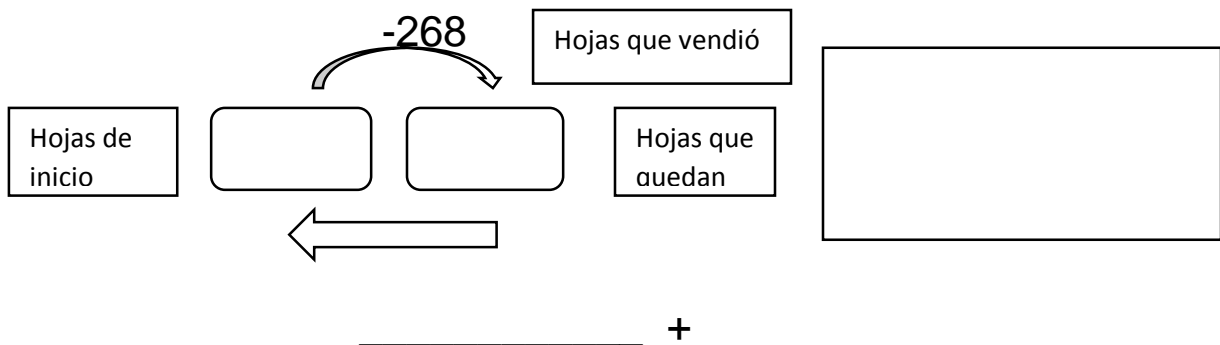 -268
Hojas que vendió
Hojas de
inicio
Hojas que
quedan
+